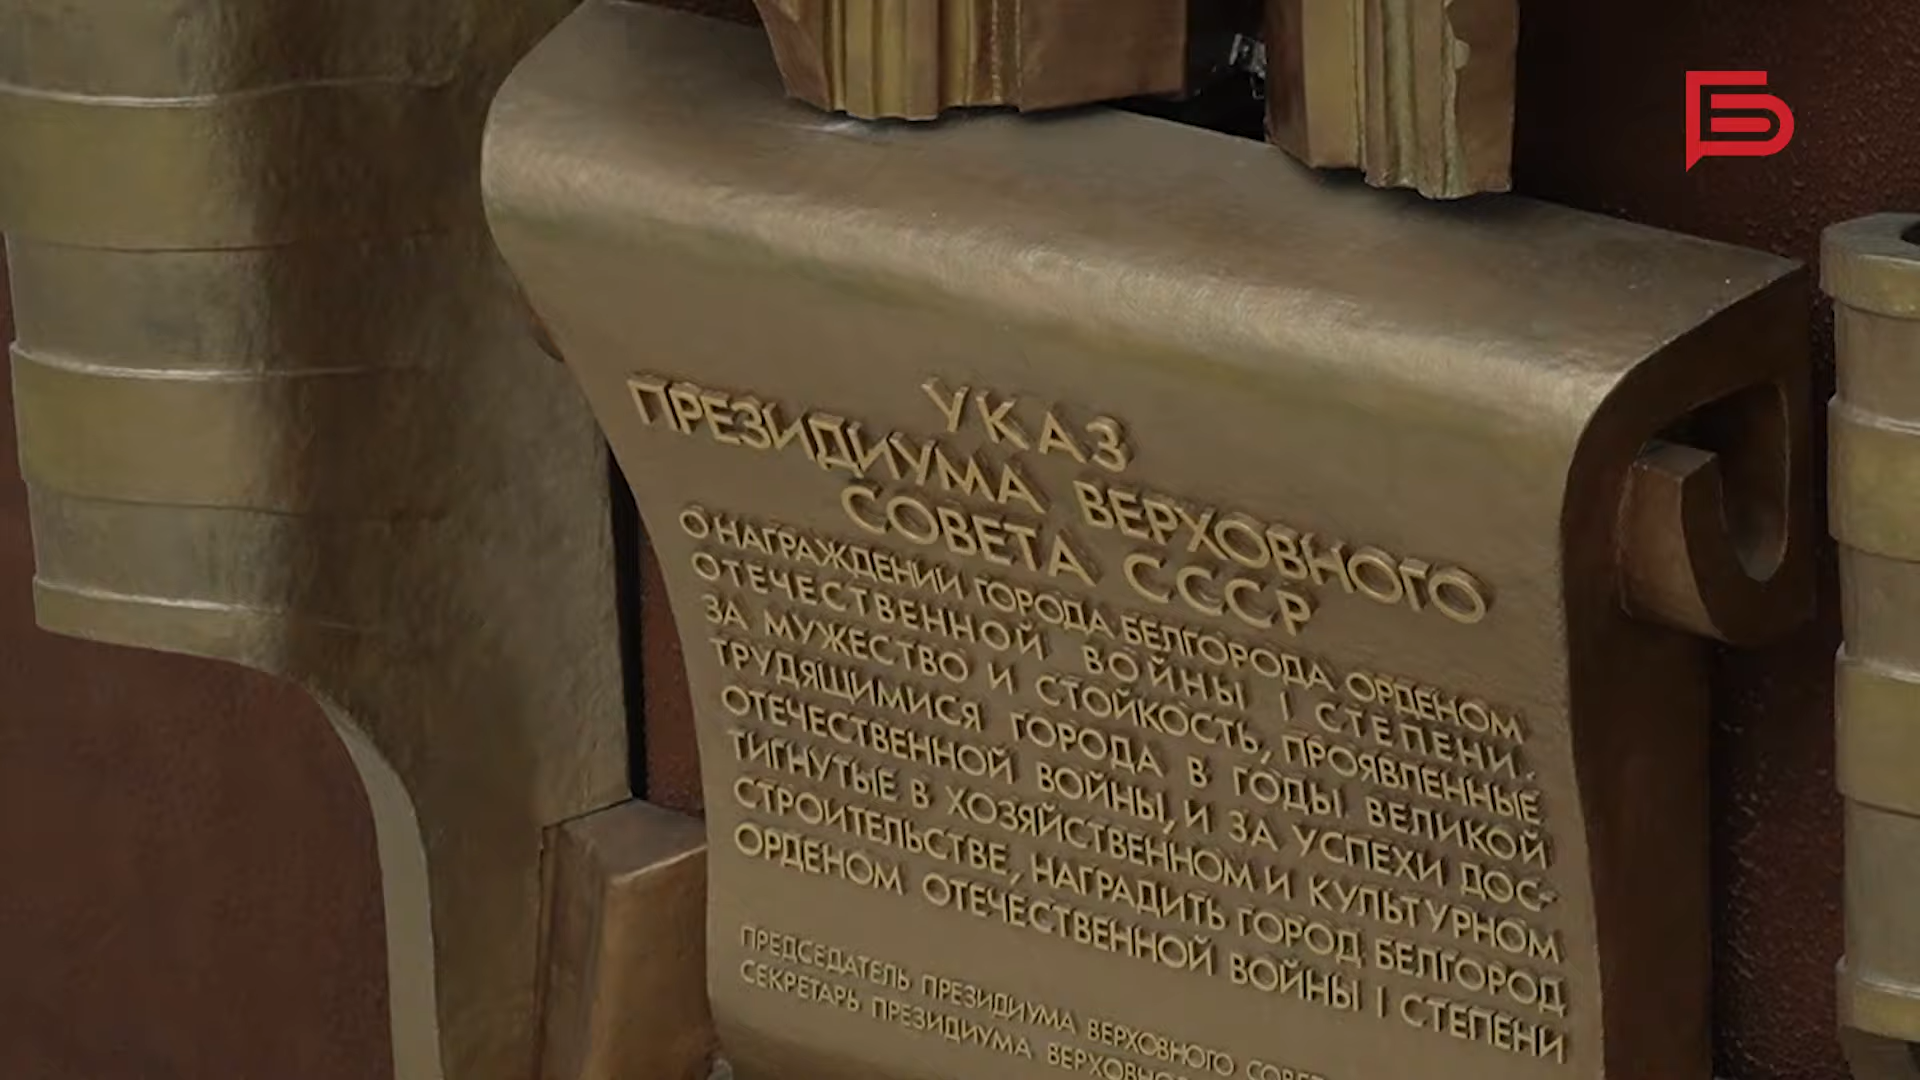 УКАЗ
ПРЕЗИДИУМА ВЕРХОВНОГО
СОВЕТА СССР
О НАГРАЖДЕНИИ ГОРОДА БЕЛГОРОДА ОРДЕНОМ
ОТЕЧЕСТВЕННОЙ ВОЙНЫ I СТЕПЕНИ.
ЗА МУЖЕСТВО И СТОЙКОСТЬ, ПРОЯВЛЕННЫЕ
ТРУДЯЩИМИСЯ ГОРОДА В ГОДЫ ВЕЛИКОЙ
ОТЕЧЕСТВЕННОЙ ВОЙНЫ, И ЗА УСПЕХИ ДОС-
ТИГНУТЫЕ В ХОЗЯЙСТВЕННОМ И КУЛЬТУРНОМ
СТРОИТЕЛЬСТВЕ, НАГРАДИТЬ ГОРОД БЕЛГОРОД
ОРДЕНОМ ОТЕЧЕСТВЕННОЙ ВОЙНЫ I СТЕПЕНИ
ПРЕДСЕДАТЕЛЬ ПРЕЗИДИУМА ВЕРХОВНОГО
СЕКРЕТАРЬ ПРЕЗИДИУМА